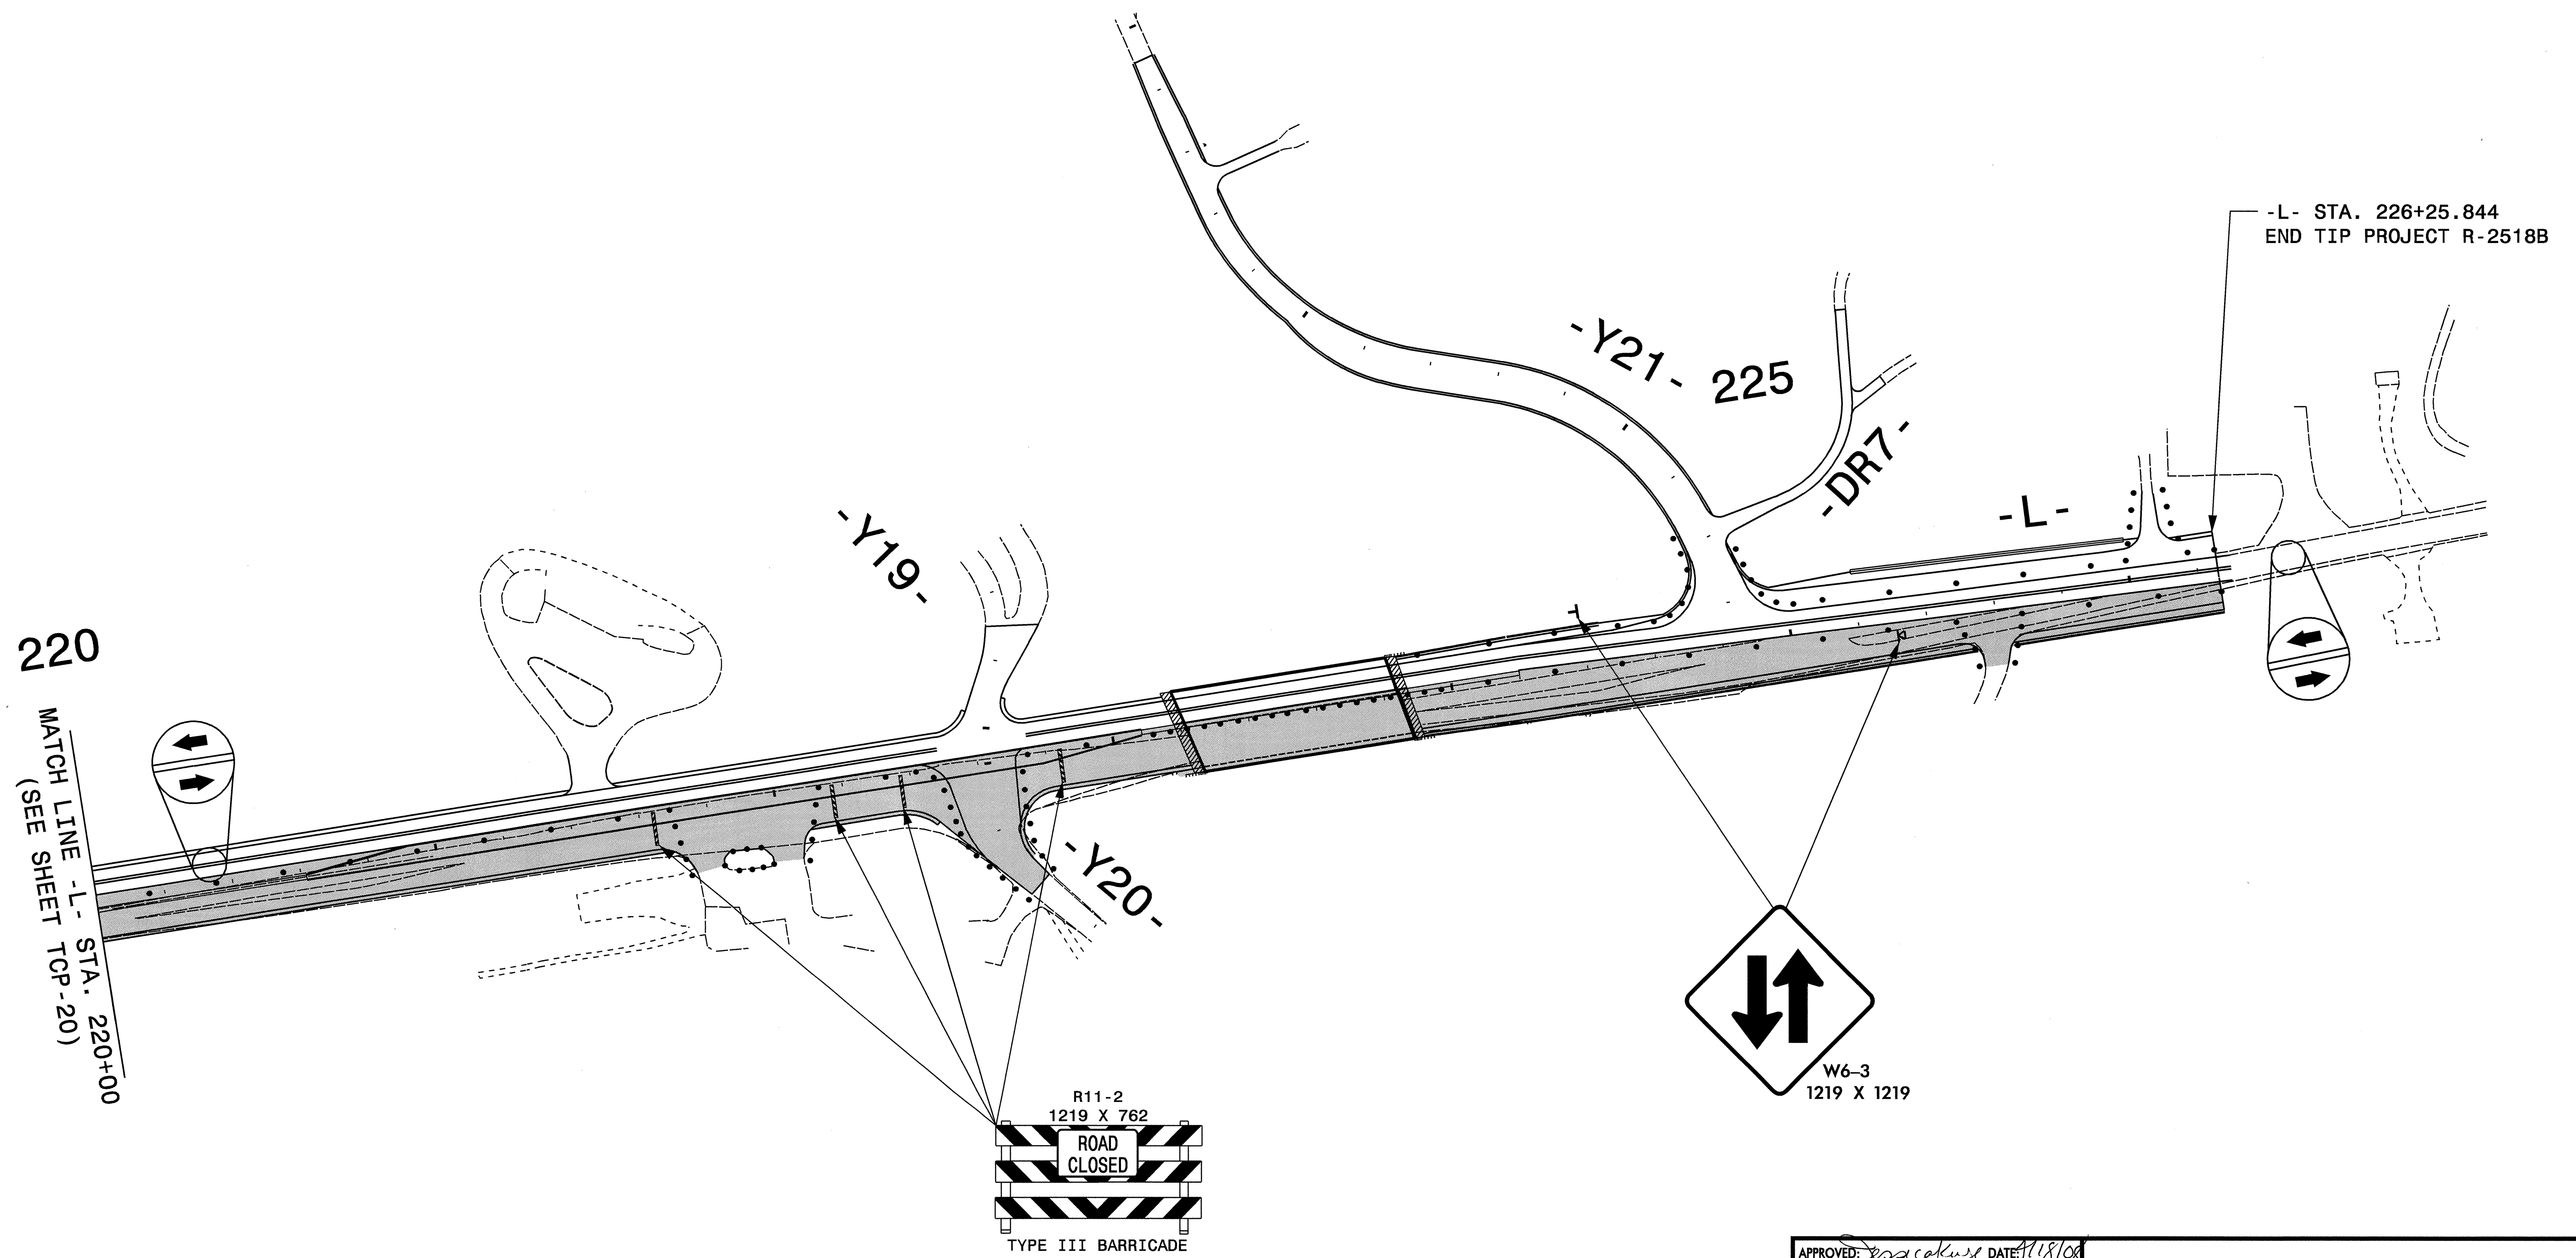 -L- STA. 226+25.844
END TIP PROJECT R-2518B
-Y21-
225
-DR7-
-L-
-Y19-
220
MATCH LINE -L- STA. 220+00
(SEE SHEET TCP-20)
-Y20-
W6-3
1219 X 1219
R11-2
1219 X 762
ROAD
CLOSED
TYPE III BARRICADE
APPROVED: DATE: